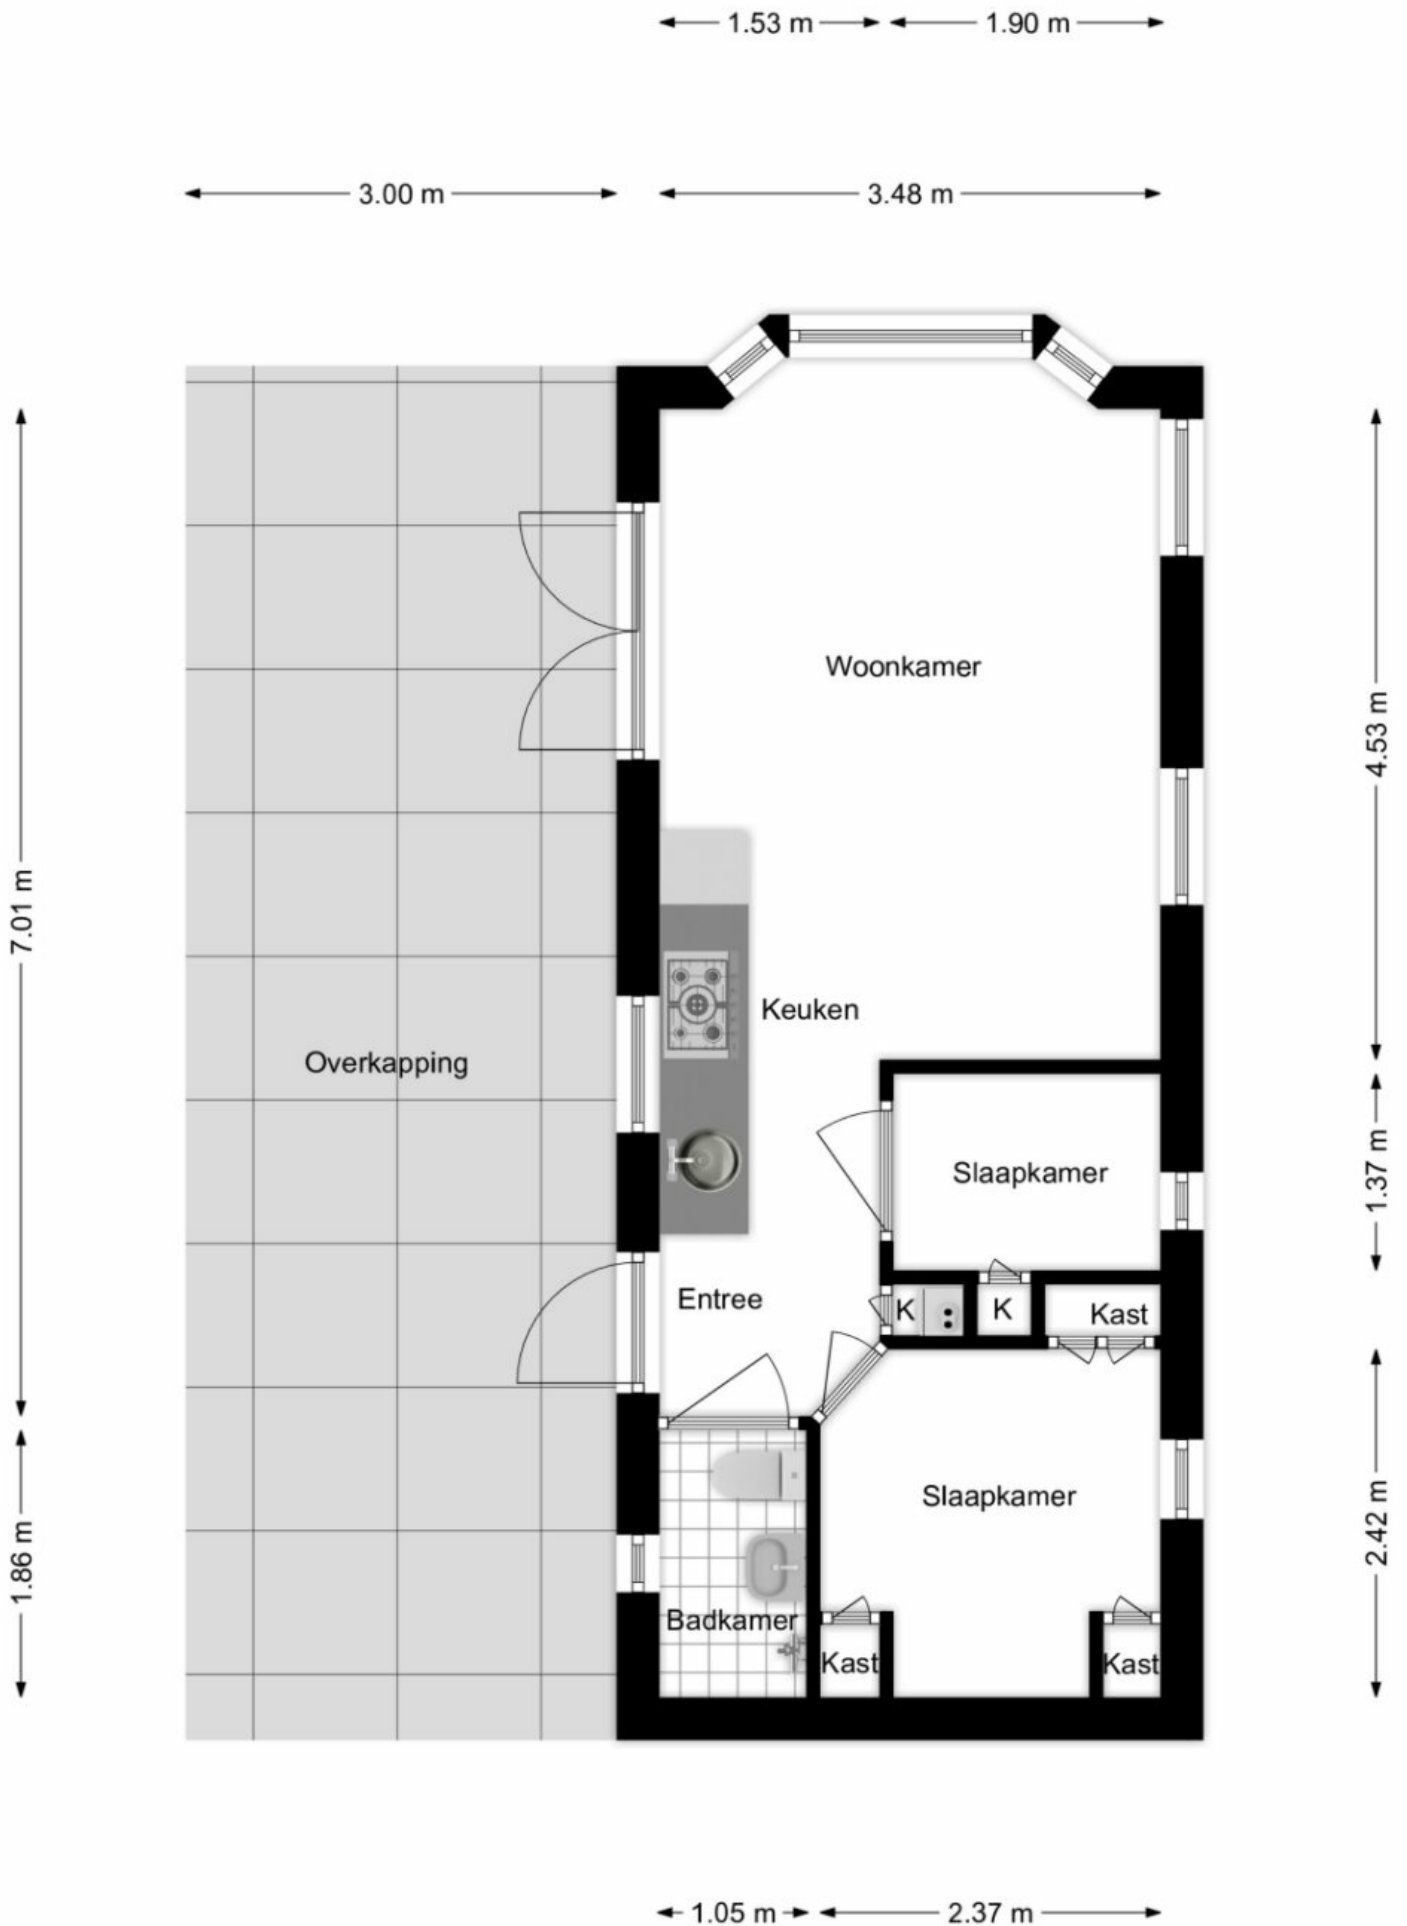 1.53 m
1.90 m
3.00 m
3.48 m
Woonkamer
4.53 m
7.01 m
Keuken
Overkapping
Slaapkamer
1.37 m
Entree
K
K
Kast
Slaapkamer
2.42 m
1.86 m
Badkamer
Kast
Kast
1.05 m
2.37 m